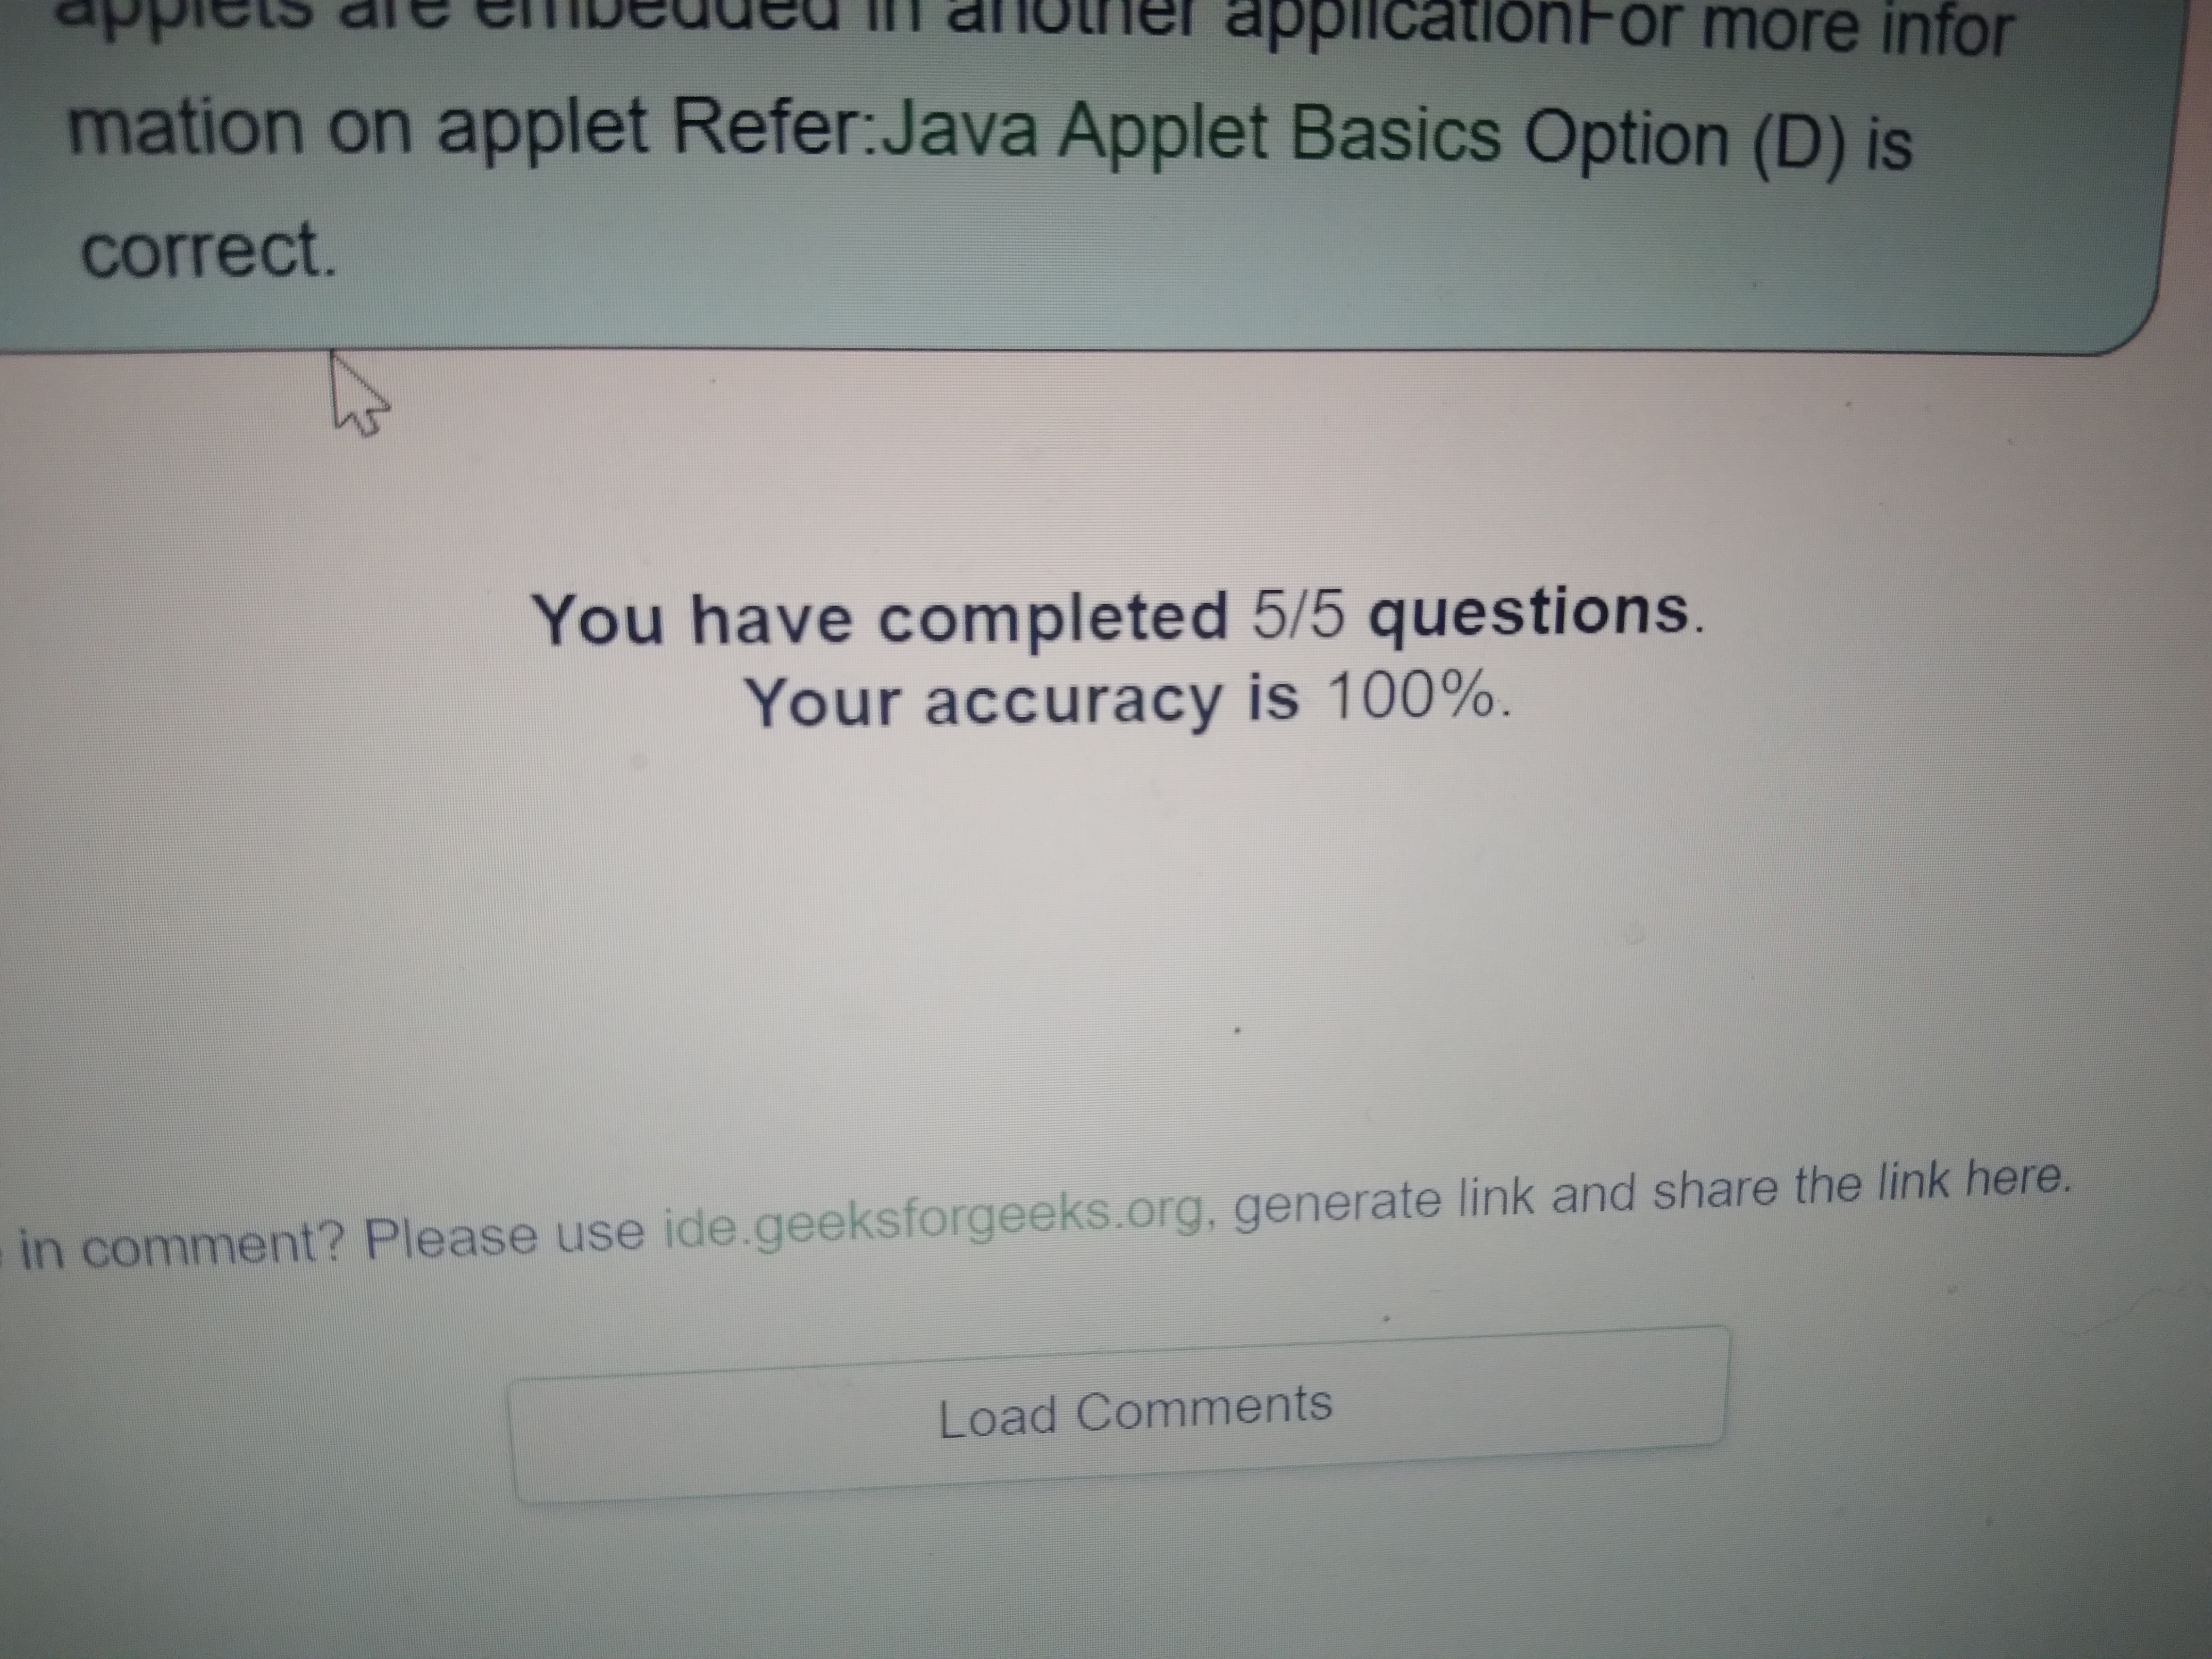 applets are embedded in another applicationFor more infor
mation on applet Refer:Java Applet Basics Option (D) is
correct.
You have completed 5/5 questions.
Your accuracy is 100%.
in comment? Please use ide.geeksforgeeks.org, generate link and share the link here.
Load Comments